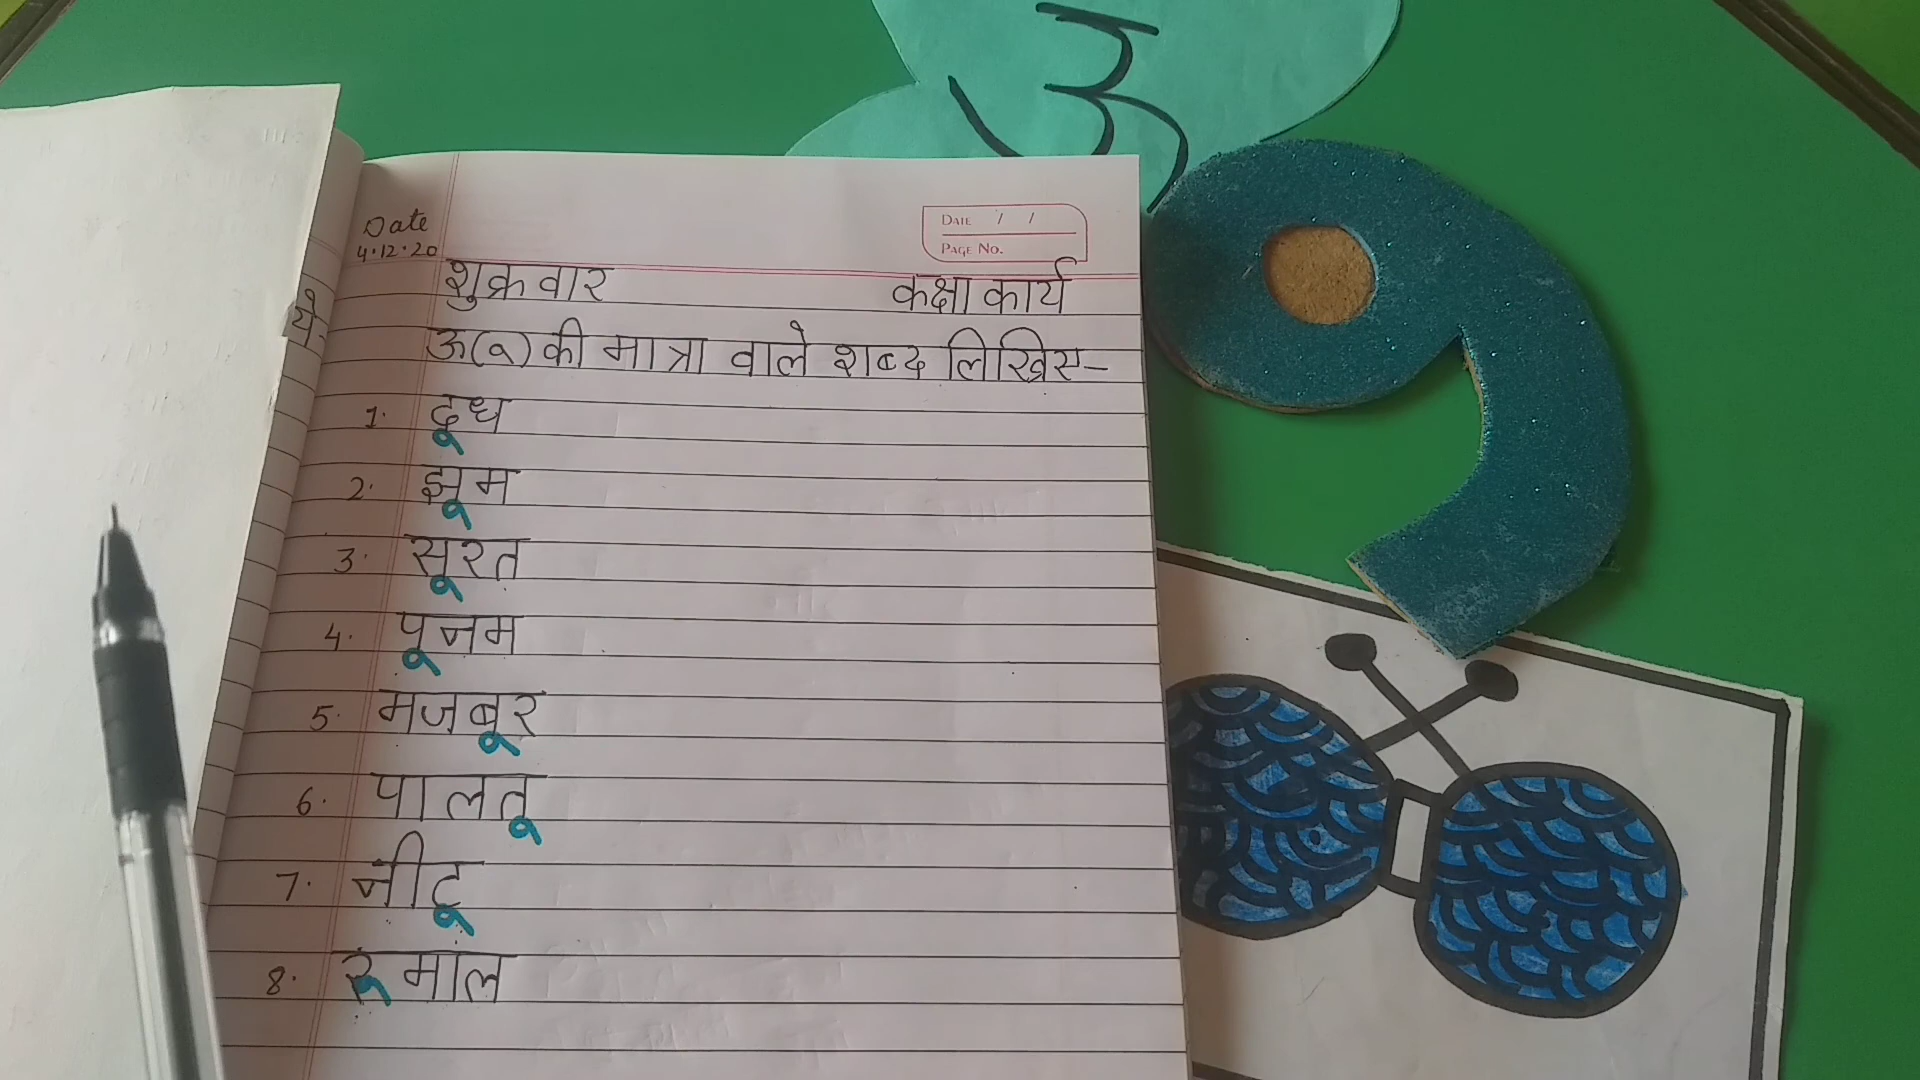 ऊ
DATE / /
PAGE NO.
Date
4.12.20
शुक्रवार कक्षा कार्य
ये
ऊ(ू) की मात्रा वाले शब्द लिखिए-
1. दूध
2. झूम
3. सूरत
4. पूनम
5. मजबूर
6. पालतू
7. नीटू
8. रूमाल